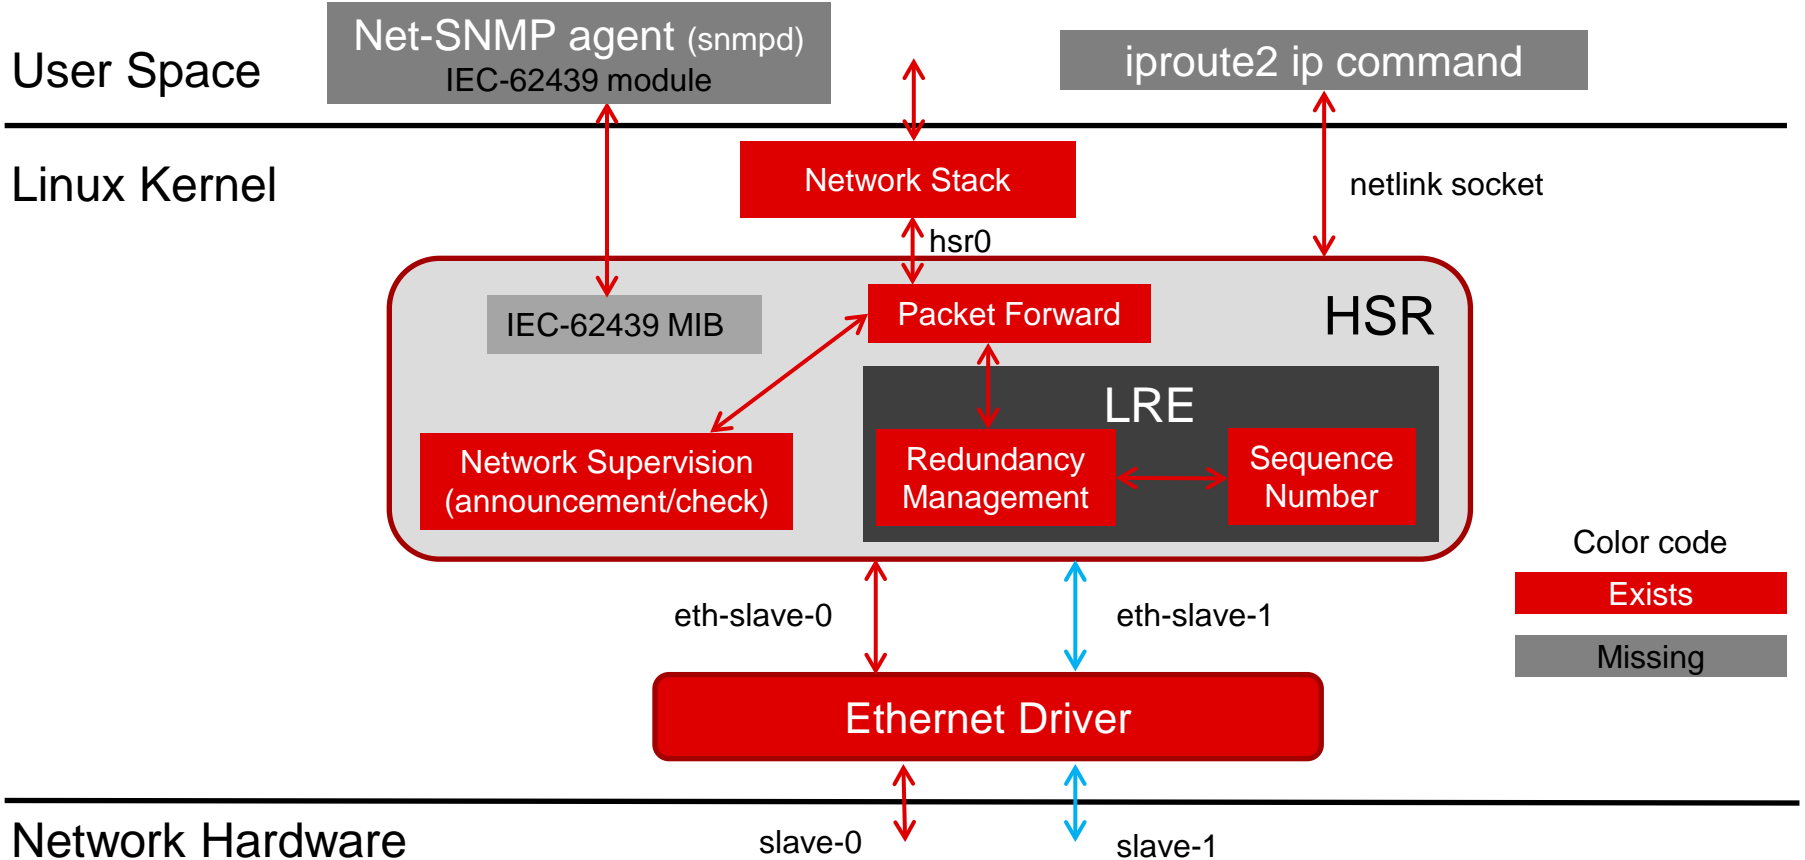 Net-SNMP agent (snmpd)
IEC-62439 module
iproute2 ip command
User Space
Linux Kernel
Network Stack
netlink socket
hsr0
IEC-62439 MIB
Packet Forward
HSR
LRE
Network Supervision
(announcement/check)
Redundancy
Management
Sequence
Number
Color code
Exists
Missing
eth-slave-0
eth-slave-1
Ethernet Driver
Network Hardware
slave-0
slave-1